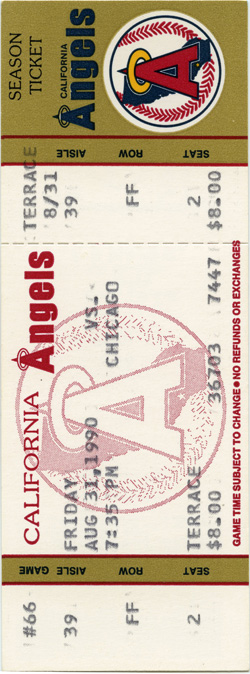 SEASON
TICKET
CALIFORNIA
Angels
A
AISLE ROW SEAT
TERRACE
8/31
39 FF 2 $8.00
CALIFORNIA Angels
A
FRIDAY VS.
AUG 31, 1990 CHICAGO
7:35 PM
TERRACE
$8.00 36703 7447
GAME TIME SUBJECT TO CHANGE • NO REFUNDS OR EXCHANGES
GAME AISLE ROW SEAT
#66 39 FF 2